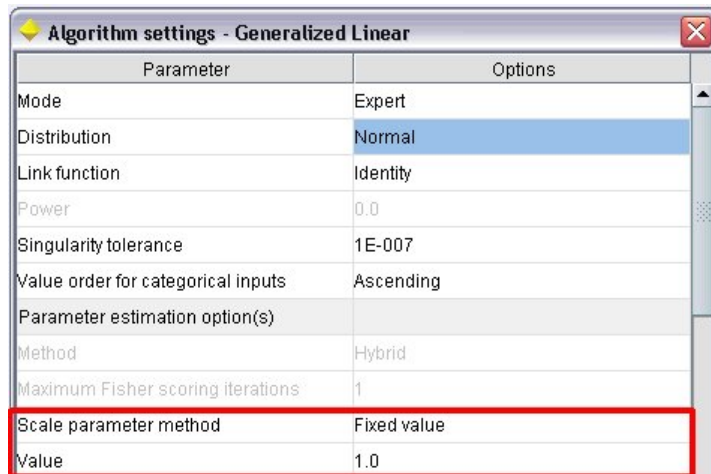 Algorithm settings - Generalized Linear
Parameter Options
Mode Expert
Distribution Normal
Link function Identity
Power 0.0
Singularity tolerance 1E-007
Value order for categorical inputs Ascending
Parameter estimation option(s)
Method Hybrid
Maximum Fisher scoring iterations 1
Scale parameter method Fixed value
Value 1.0